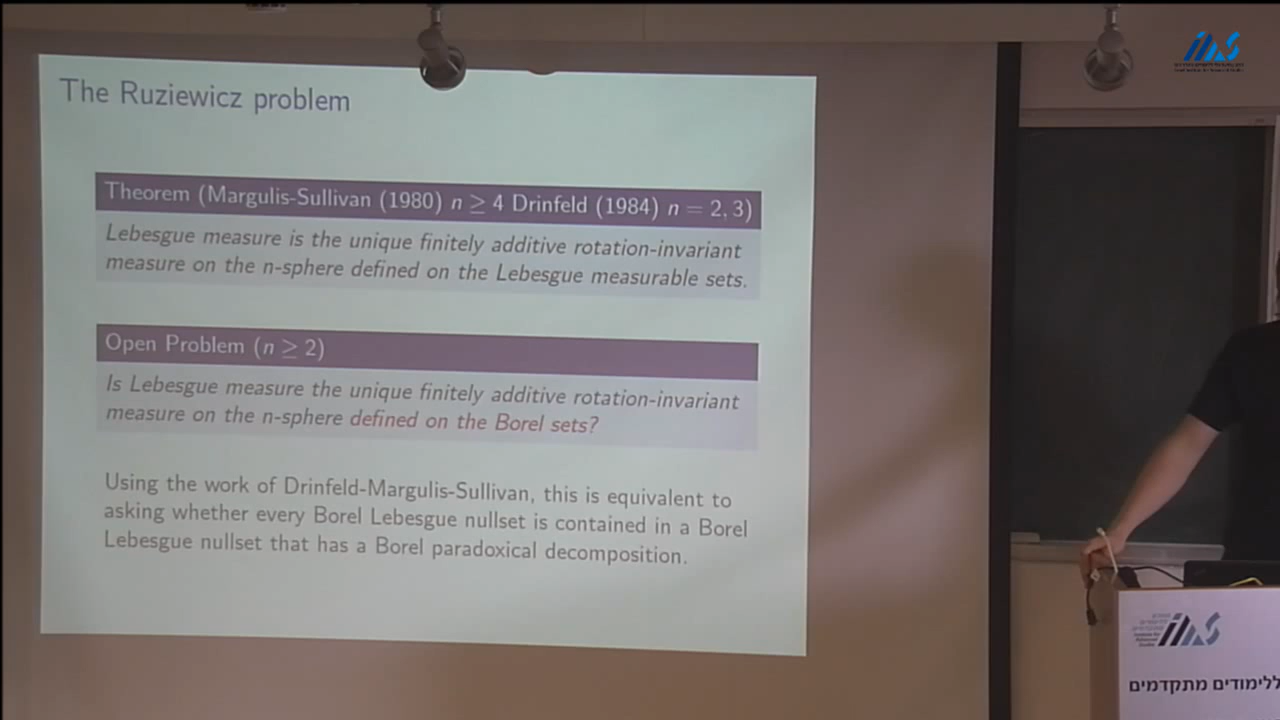 The Ruziewicz problem
Theorem (Margulis-Sullivan (1980) n ≥ 4 Drinfeld (1984) n = 2, 3)
Lebesgue measure is the unique finitely additive rotation-invariant
measure on the n-sphere defined on the Lebesgue measurable sets.
Open Problem (n ≥ 2)
Is Lebesgue measure the unique finitely additive rotation-invariant
measure on the n-sphere defined on the Borel sets?
Using the work of Drinfeld-Margulis-Sullivan, this is equivalent to
asking whether every Borel Lebesgue nullset is contained in a Borel
Lebesgue nullset that has a Borel paradoxical decomposition.
ללימודים מתקדמים